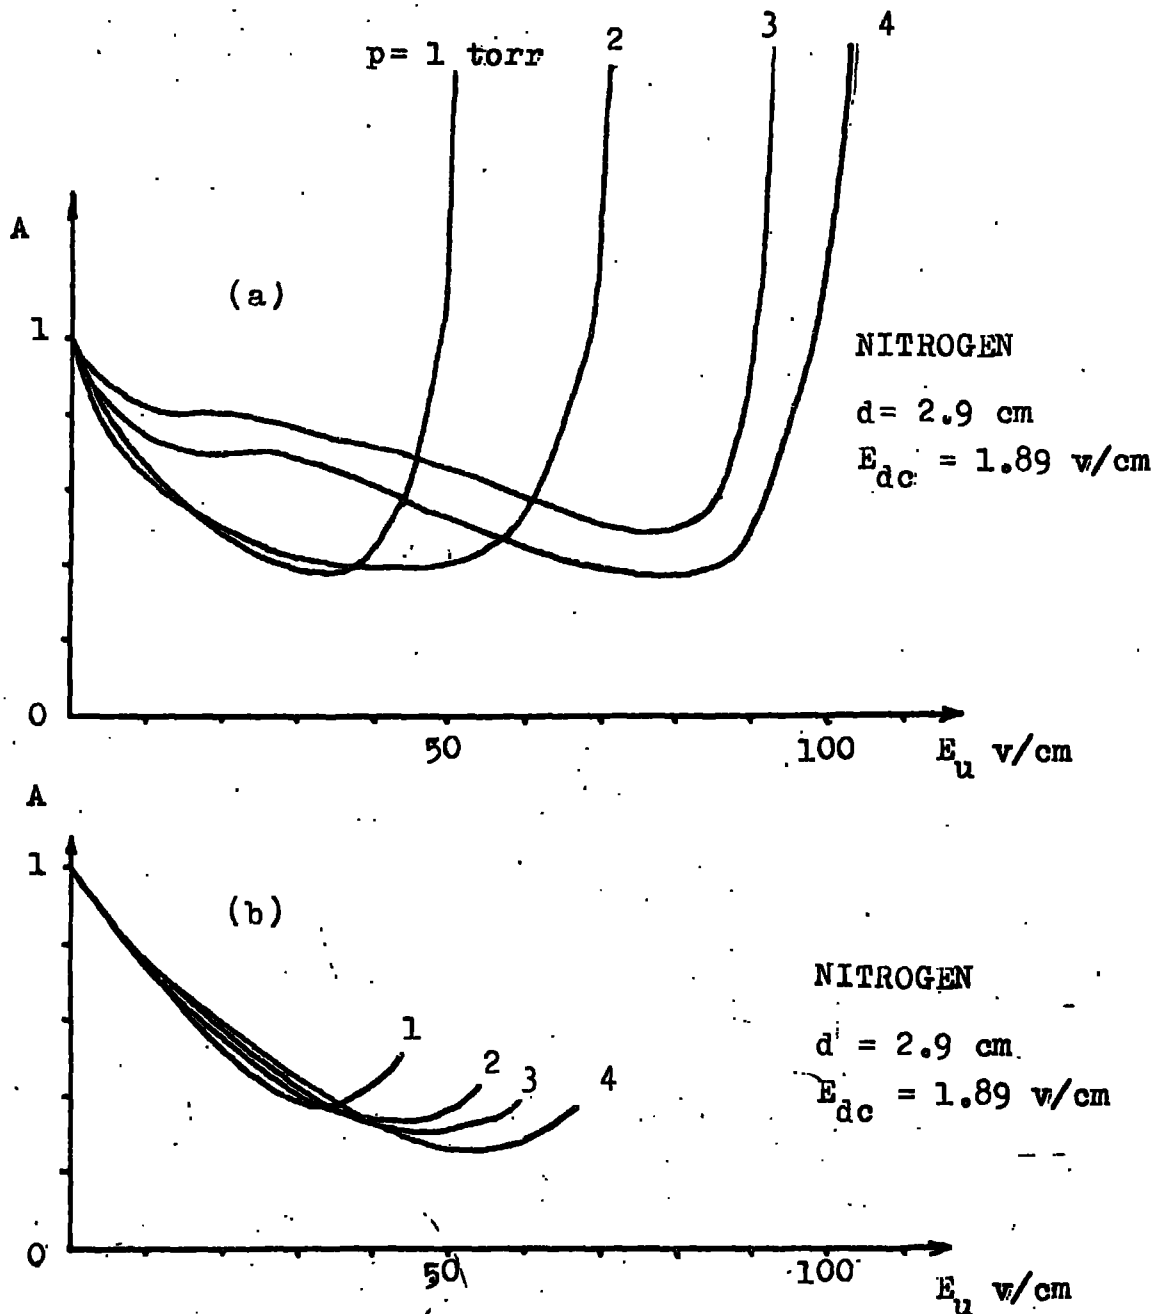 p= 1 torr 2 3 4
A
(a)
1
NITROGEN
d= 2.9 cm
E_dc = 1.89 v/cm
0
50 100 E_u v/cm
A
1
(b)
NITROGEN
1
d = 2.9 cm
2 3 4
E_dc = 1.89 v/cm
0
50 100
E_u v/cm